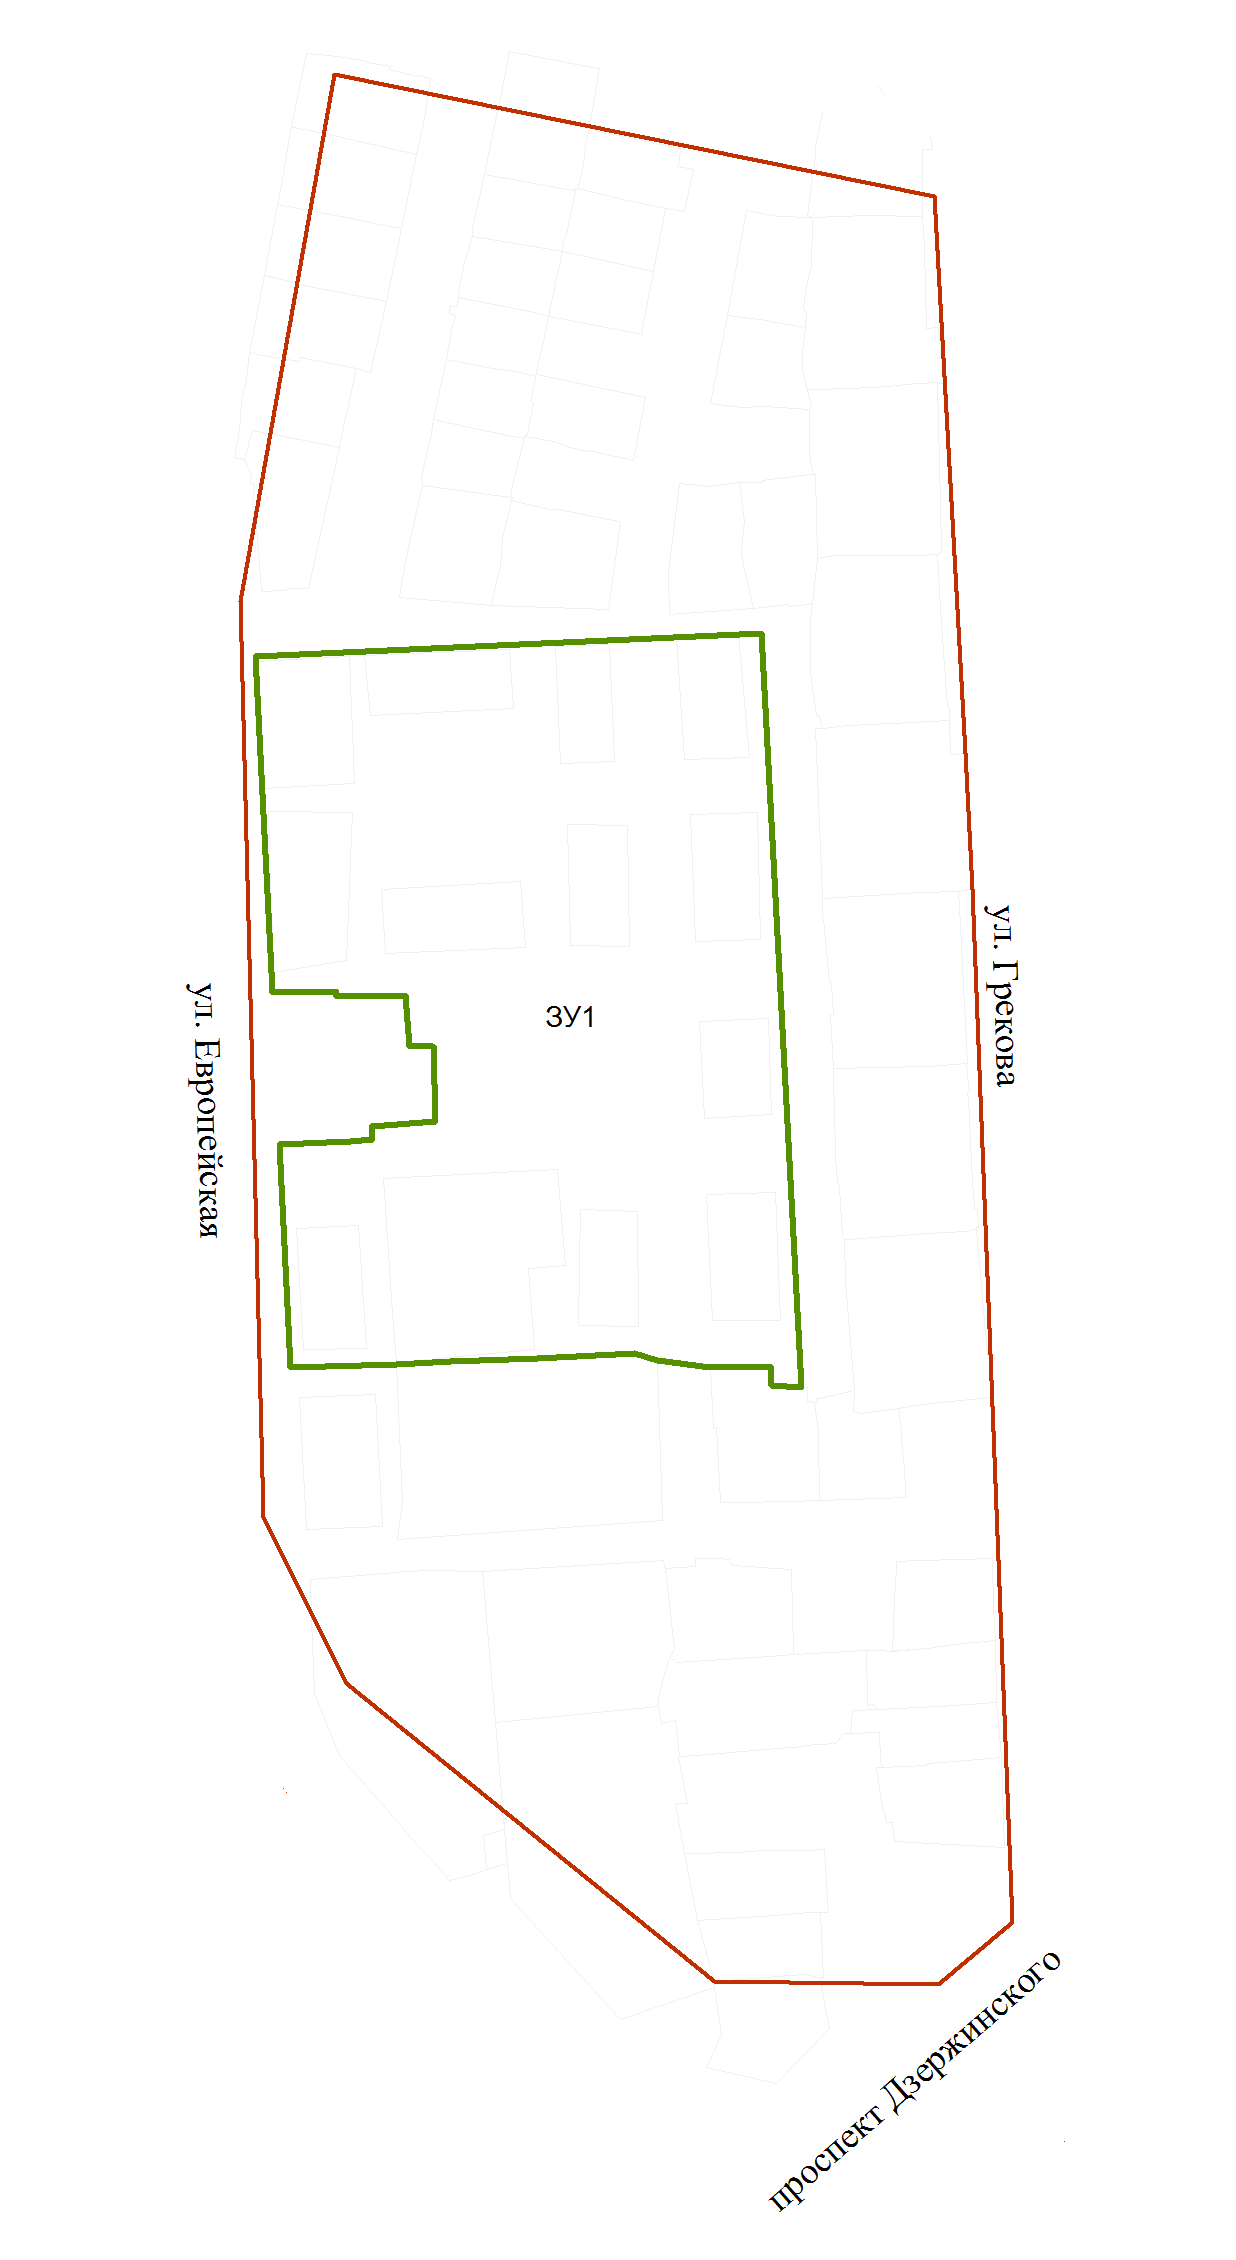 ул. Грекова
ул. Европейская
ЗУ1
проспект Дзержинского